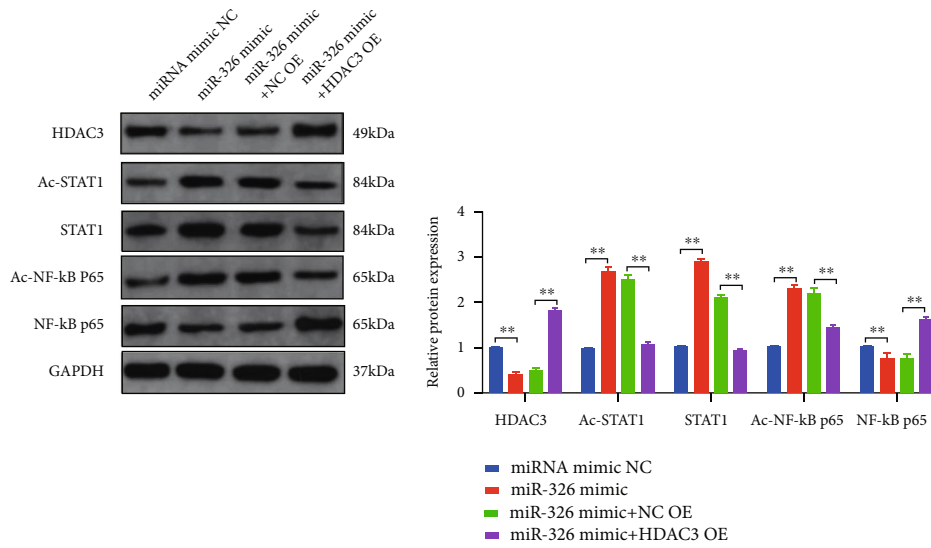 miRNA mimic NC
miR-326 mimic
miR-326 mimic
+NC OE
miR-326 mimic
+HDAC3 OE
HDAC3
49kDa
Ac-STAT1
84kDa
STAT1
84kDa
Ac-NF-kB P65
65kDa
NF-kB p65
65kDa
GAPDH
37kDa
Relative protein expression
4
3
2
1
0
**
**
**
**
**
**
**
**
**
**
HDAC3
Ac-STAT1
STAT1
Ac-NF-kB p65
NF-kB p65
miRNA mimic NC
miR-326 mimic
miR-326 mimic+NC OE
miR-326 mimic+HDAC3 OE